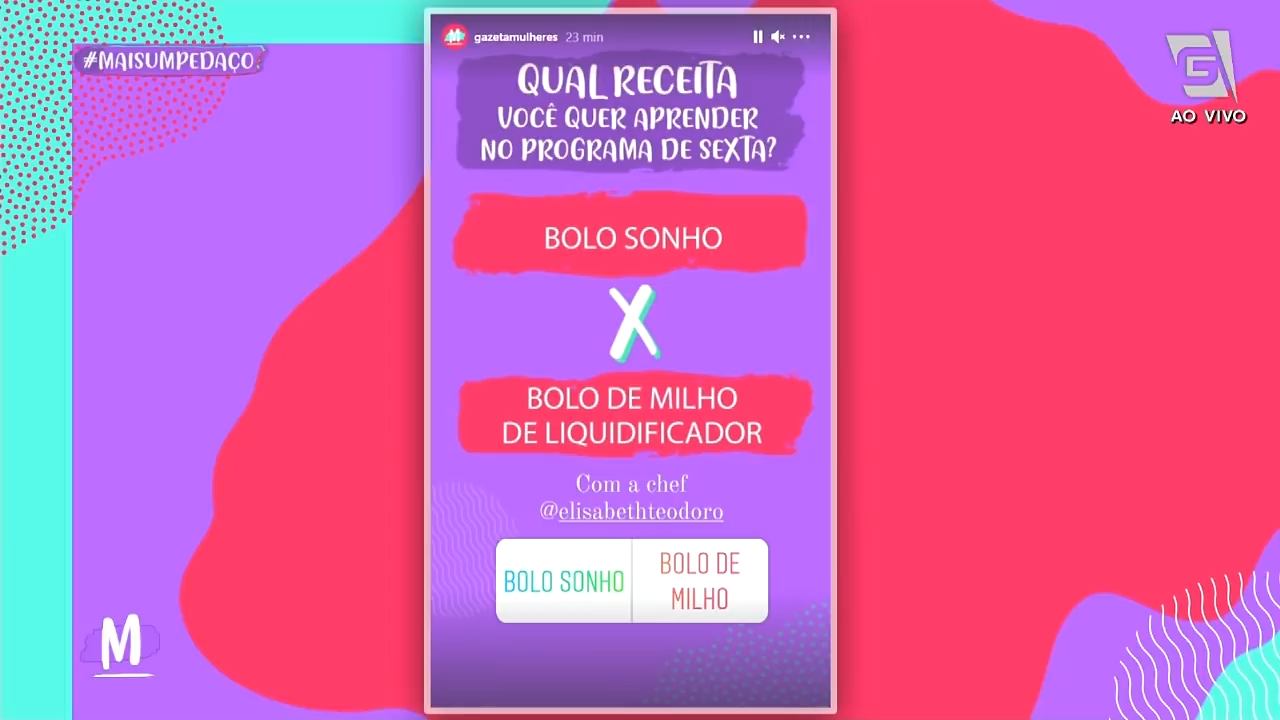 #MAISUMPEDAÇO
gazetamulheres 23 min
G
AO VIVO
QUAL RECEITA
VOCÊ QUER APRENDER
NO PROGRAMA DE SEXTA?
BOLO SONHO
X
BOLO DE MILHO
DE LIQUIDIFICADOR
Com a chef
@elisabethteodoro
BOLO SONHO
BOLO DE
MILHO
M